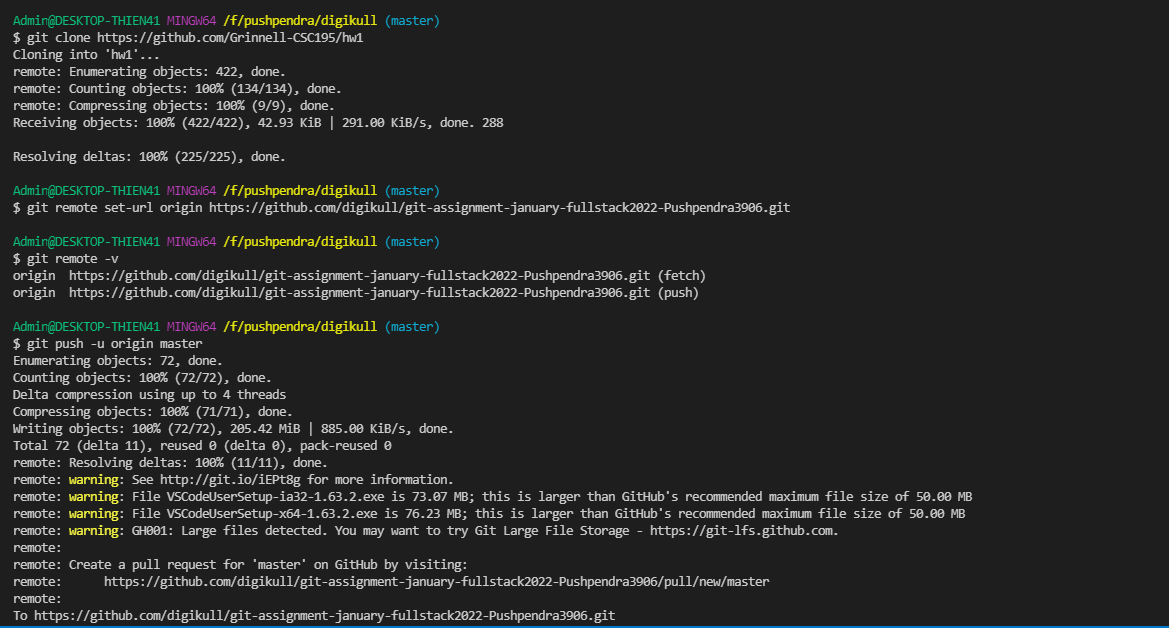 Admin@DESKTOP-THIEN41 MINGW64 /f/pushpendra/digikull (master)
$ git clone https://github.com/Grinnell-CSC195/hw1
Cloning into 'hw1'...
remote: Enumerating objects: 422, done.
remote: Counting objects: 100% (134/134), done.
remote: Compressing objects: 100% (9/9), done.
Receiving objects: 100% (422/422), 42.93 KiB | 291.00 KiB/s, done. 288
Resolving deltas: 100% (225/225), done.
Admin@DESKTOP-THIEN41 MINGW64 /f/pushpendra/digikull (master)
$ git remote set-url origin https://github.com/digikull/git-assignment-january-fullstack2022-Pushpendra3906.git
Admin@DESKTOP-THIEN41 MINGW64 /f/pushpendra/digikull (master)
$ git remote -v
origin  https://github.com/digikull/git-assignment-january-fullstack2022-Pushpendra3906.git (fetch)
origin  https://github.com/digikull/git-assignment-january-fullstack2022-Pushpendra3906.git (push)
Admin@DESKTOP-THIEN41 MINGW64 /f/pushpendra/digikull (master)
$ git push -u origin master
Enumerating objects: 72, done.
Counting objects: 100% (72/72), done.
Delta compression using up to 4 threads
Compressing objects: 100% (71/71), done.
Writing objects: 100% (72/72), 205.42 MiB | 885.00 KiB/s, done.
Total 72 (delta 11), reused 0 (delta 0), pack-reused 0
remote: Resolving deltas: 100% (11/11), done.
remote: warning: See http://git.io/iEPt8g for more information.
remote: warning: File VSCodeUserSetup-ia32-1.63.2.exe is 73.07 MB; this is larger than GitHub's recommended maximum file size of 50.00 MB
remote: warning: File VSCodeUserSetup-x64-1.63.2.exe is 76.23 MB; this is larger than GitHub's recommended maximum file size of 50.00 MB
remote: warning: GH001: Large files detected. You may want to try Git Large File Storage - https://git-lfs.github.com.
remote:
remote: Create a pull request for 'master' on GitHub by visiting:
remote:      https://github.com/digikull/git-assignment-january-fullstack2022-Pushpendra3906/pull/new/master
remote:
To https://github.com/digikull/git-assignment-january-fullstack2022-Pushpendra3906.git